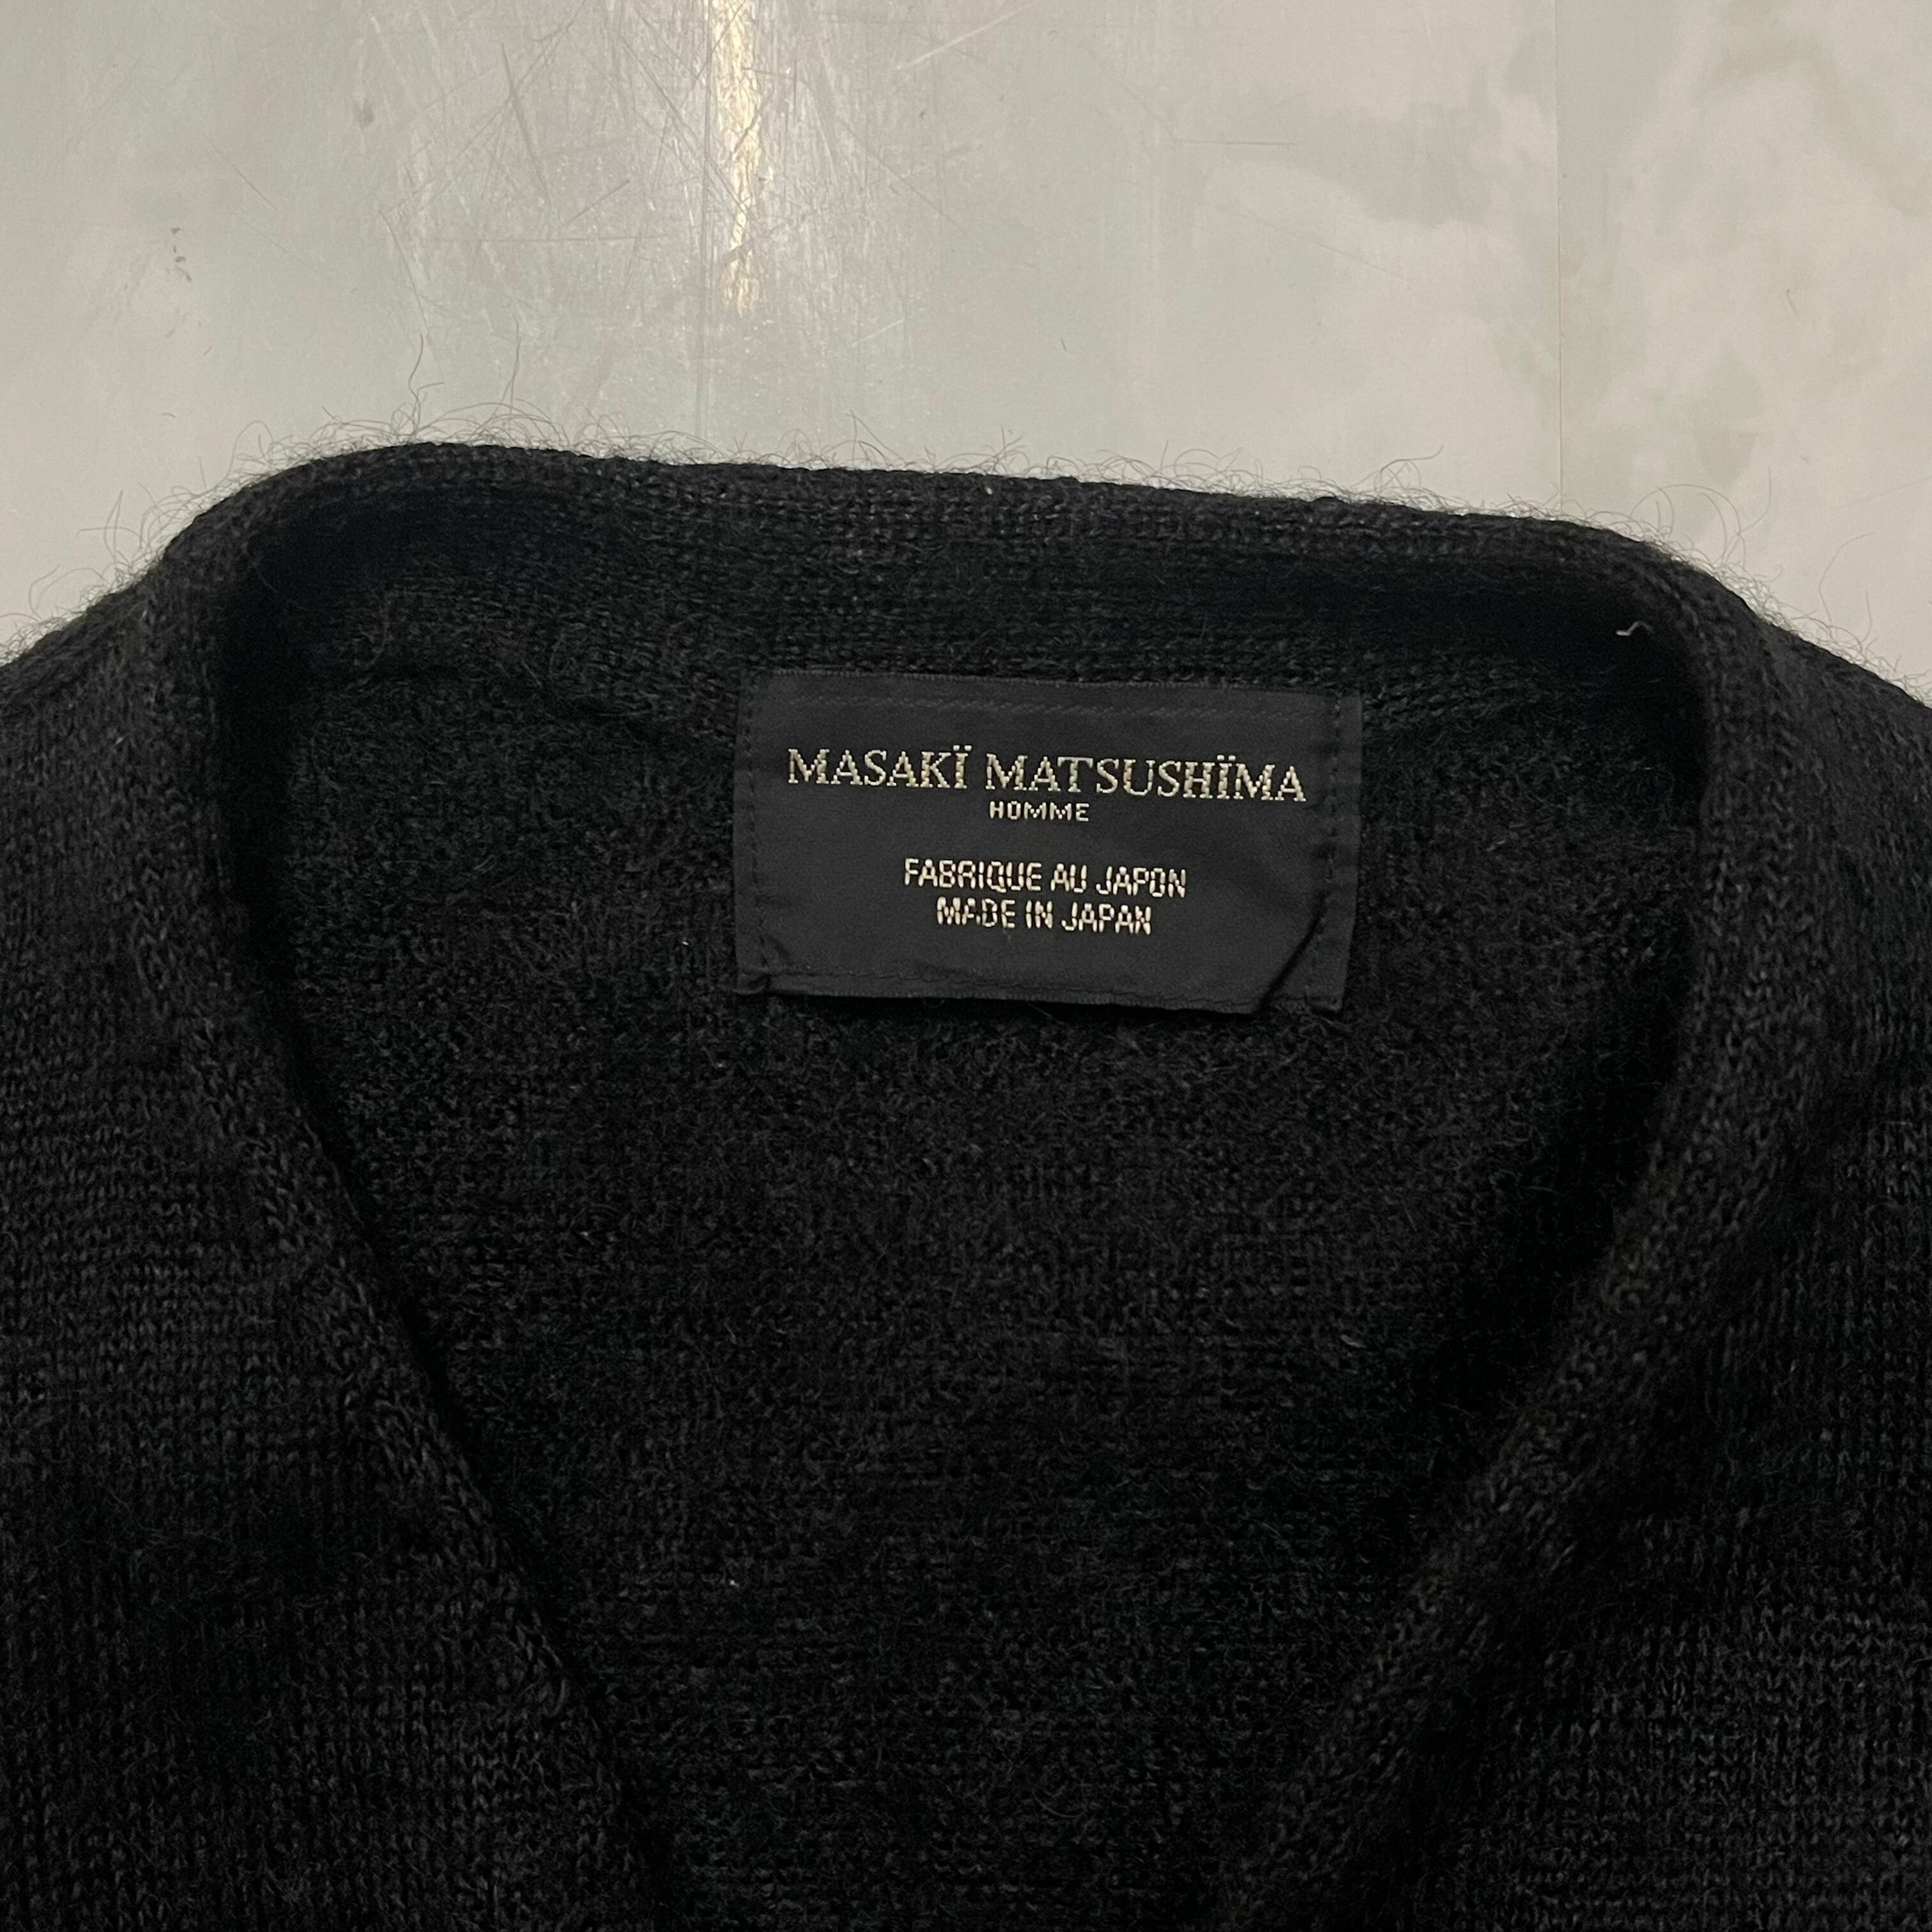 MASAKÏ MATSUSHÏMA
HOMME
FABRIQUE AU JAPON
MADE IN JAPAN